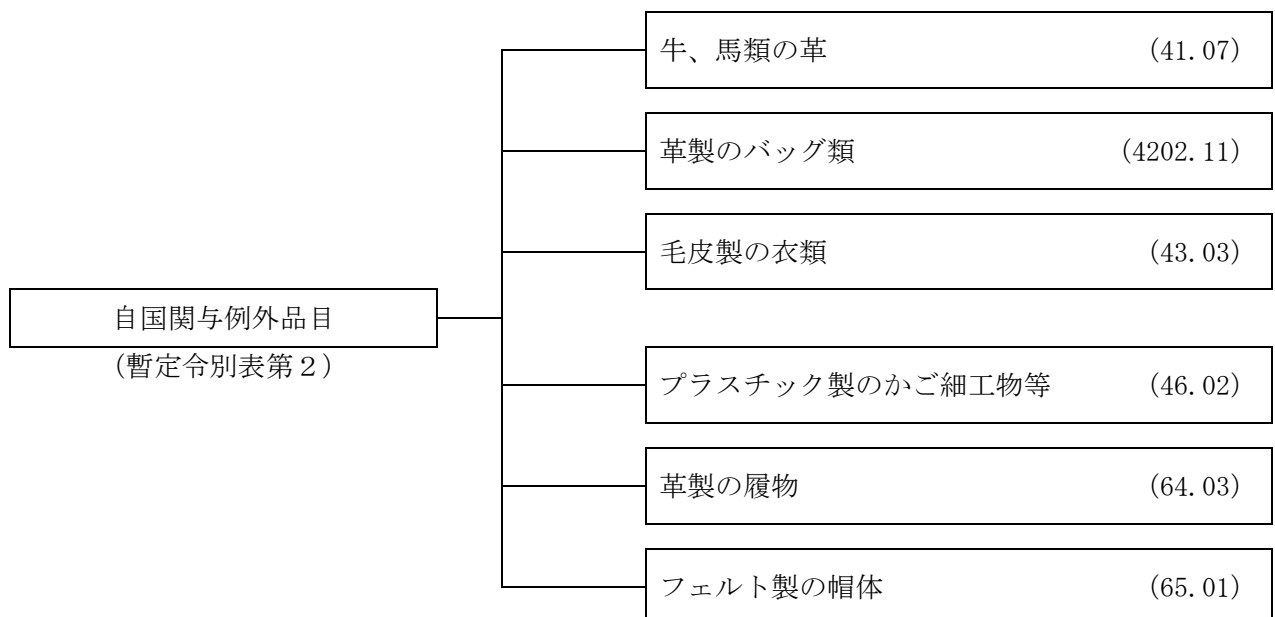 牛、馬類の革 (41.07)
革製のバッグ類 (4202.11)
毛皮製の衣類 (43.03)
自国関与例外品目
(暫定令別表第２)
プラスチック製のかご細工物等 (46.02)
革製の履物 (64.03)
フェルト製の帽体 (65.01)